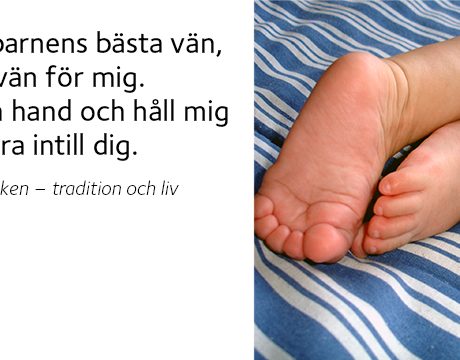 barnens bästa vän,
vän för mig.
hand och håll mig
ra intill dig.
ken – tradition och liv